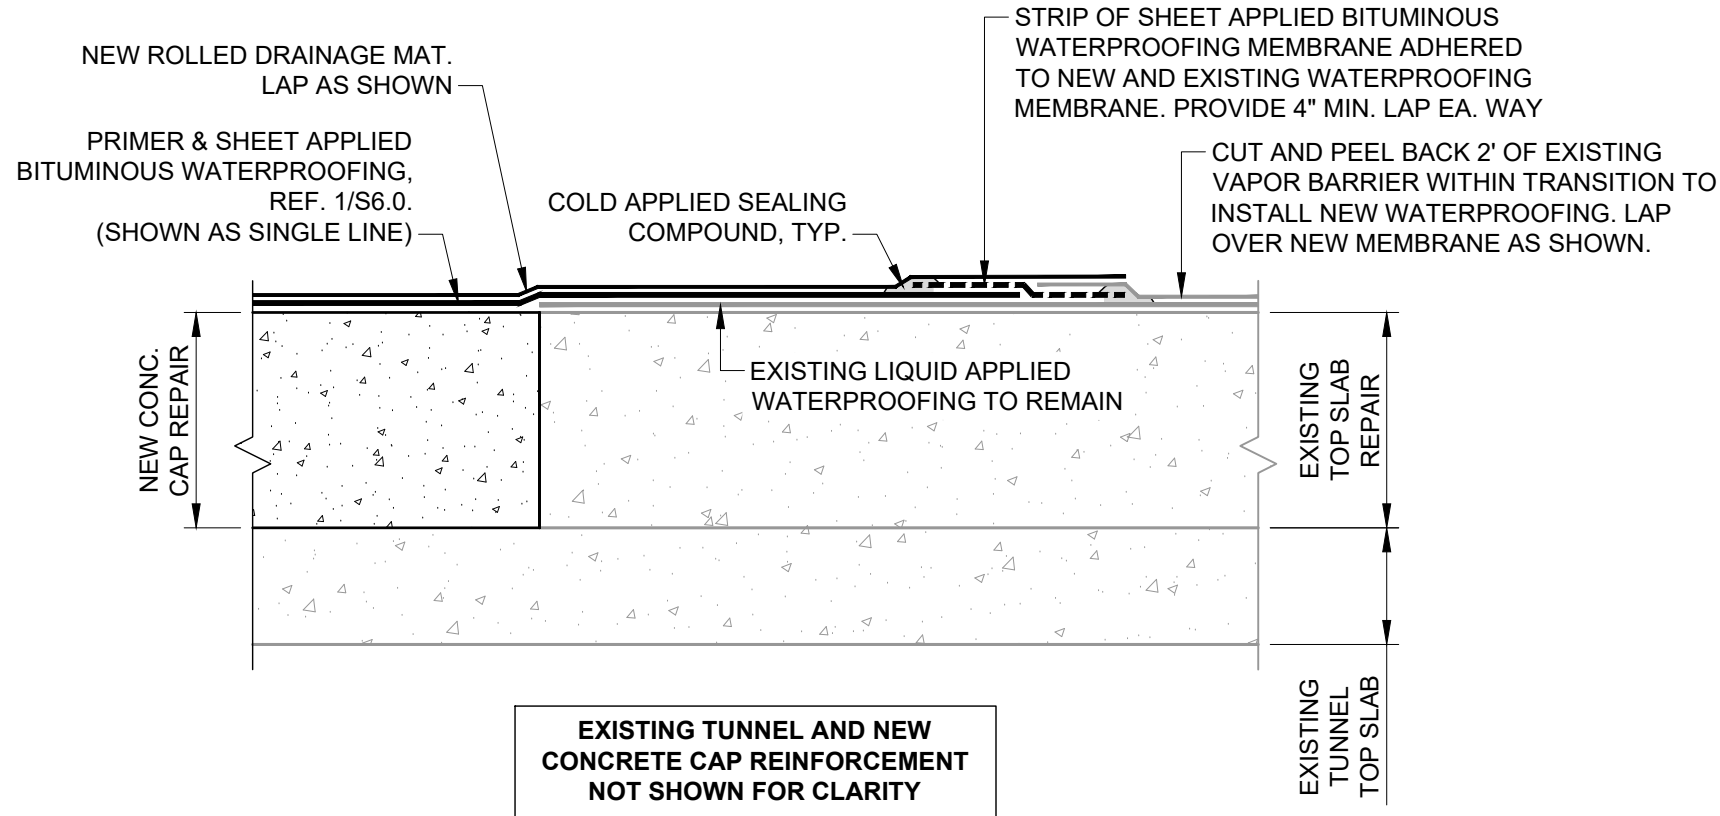 STRIP OF SHEET APPLIED BITUMINOUS
WATERPROOFING MEMBRANE ADHERED
TO NEW AND EXISTING WATERPROOFING
MEMBRANE. PROVIDE 4" MIN. LAP EA. WAY
NEW ROLLED DRAINAGE MAT.
LAP AS SHOWN
PRIMER & SHEET APPLIED
BITUMINOUS WATERPROOFING,
REF. 1/S6.0.
(SHOWN AS SINGLE LINE)
COLD APPLIED SEALING
COMPOUND, TYP.
CUT AND PEEL BACK 2' OF EXISTING
VAPOR BARRIER WITHIN TRANSITION TO
INSTALL NEW WATERPROOFING. LAP
OVER NEW MEMBRANE AS SHOWN.
NEW CONC.
CAP REPAIR
EXISTING LIQUID APPLIED
WATERPROOFING TO REMAIN
EXISTING
TOP SLAB
REPAIR
EXISTING
TUNNEL
TOP SLAB
EXISTING TUNNEL AND NEW
CONCRETE CAP REINFORCEMENT
NOT SHOWN FOR CLARITY